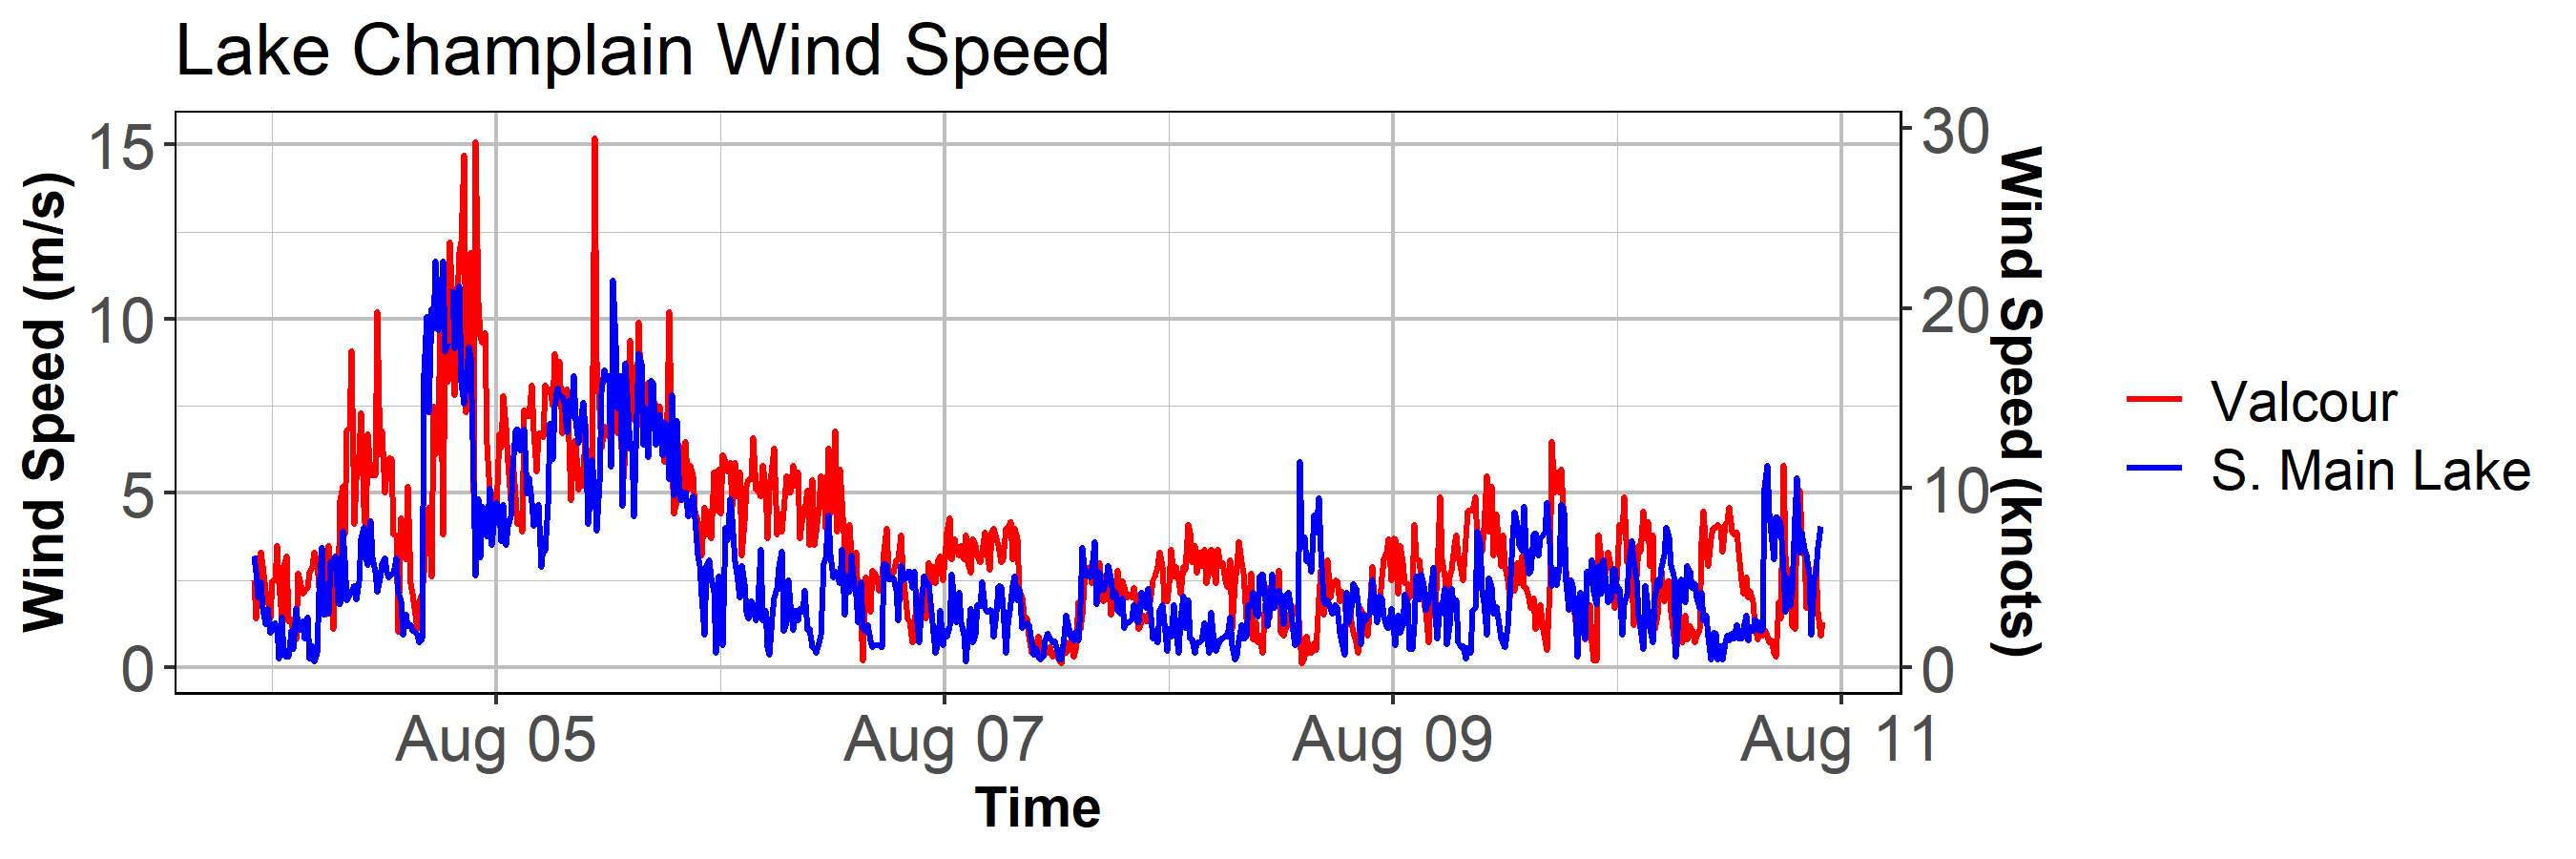 Lake Champlain Wind Speed
Wind Speed (m/s)
15
10
5
0
30
20
10
0
Wind Speed (knots)
Aug 05
Aug 07
Aug 09
Aug 11
Time
Valcour
S. Main Lake